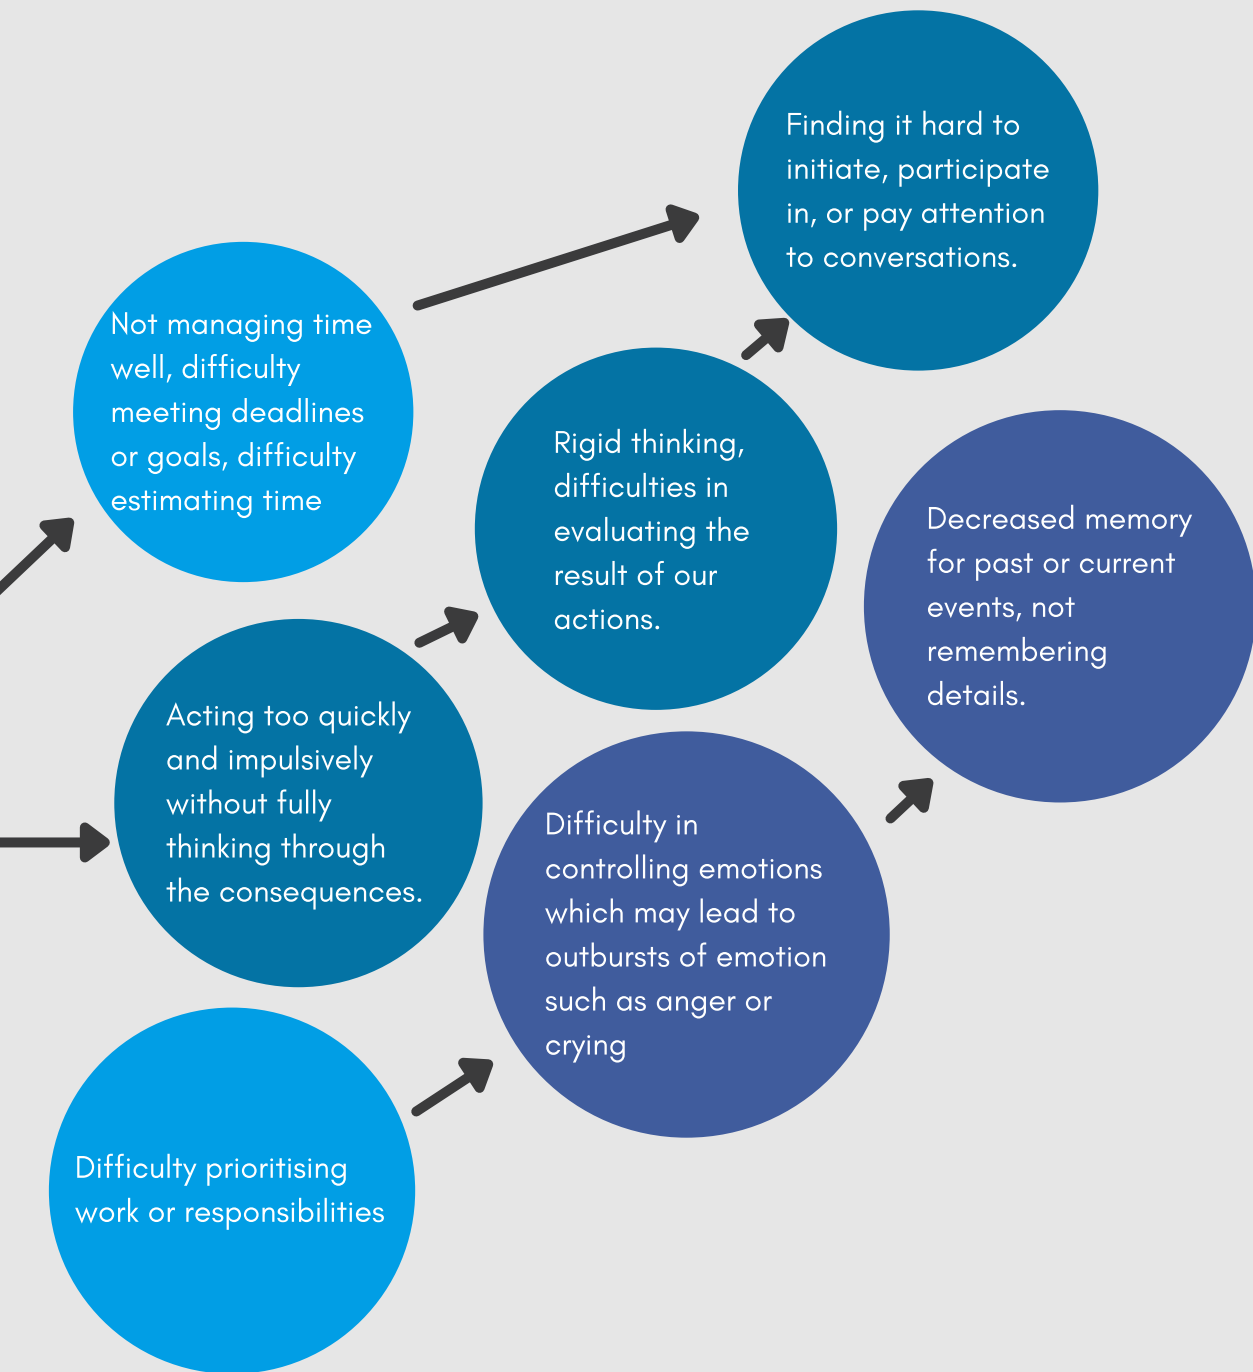 Finding it hard to
initiate, participate
in, or pay attention
to conversations.
Not managing time
well, difficulty
meeting deadlines
or goals, difficulty
estimating time
Rigid thinking,
difficulties in
evaluating the
result of our
actions.
Decreased memory
for past or current
events, not
remembering
details.
Acting too quickly
and impulsively
without fully
thinking through
the consequences.
Difficulty in
controlling emotions
which may lead to
outbursts of emotion
such as anger or
crying
Difficulty prioritising
work or responsibilities